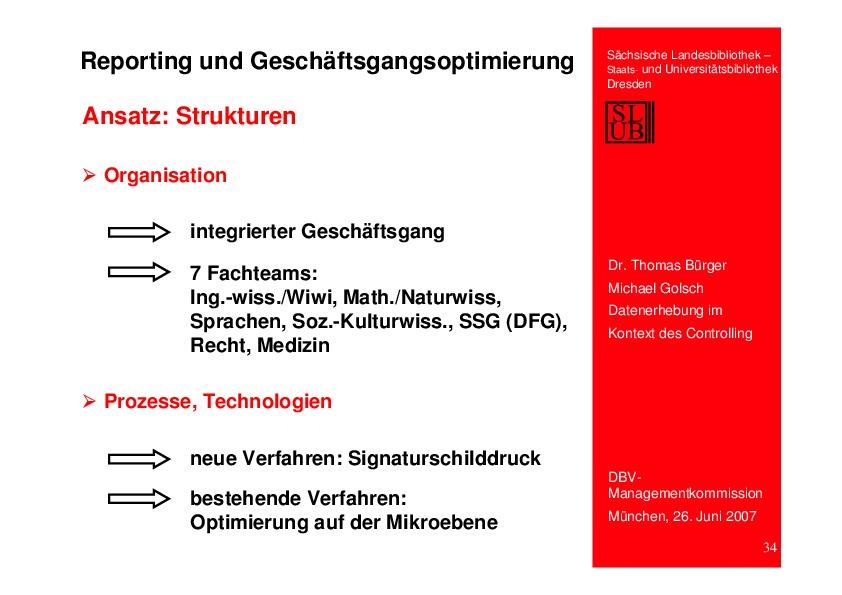 Reporting und Geschäftsgangsoptimierung
Ansatz: Strukturen
Organisation
integrierter Geschäftsgang
7 Fachteams:
Ing.-wiss./Wiwi, Math./Naturwiss,
Sprachen, Soz.-Kulturwiss., SSG (DFG),
Recht, Medizin
Prozesse, Technologien
neue Verfahren: Signaturschilddruck
bestehende Verfahren:
Optimierung auf der Mikroebene
Sächsische Landesbibliothek –
Staats- und Universitätsbibliothek
Dresden
SL
UB
Dr. Thomas Bürger
Michael Golsch
Datenerhebung im
Kontext des Controlling
DBV-
Managementkommission
München, 26. Juni 2007
34